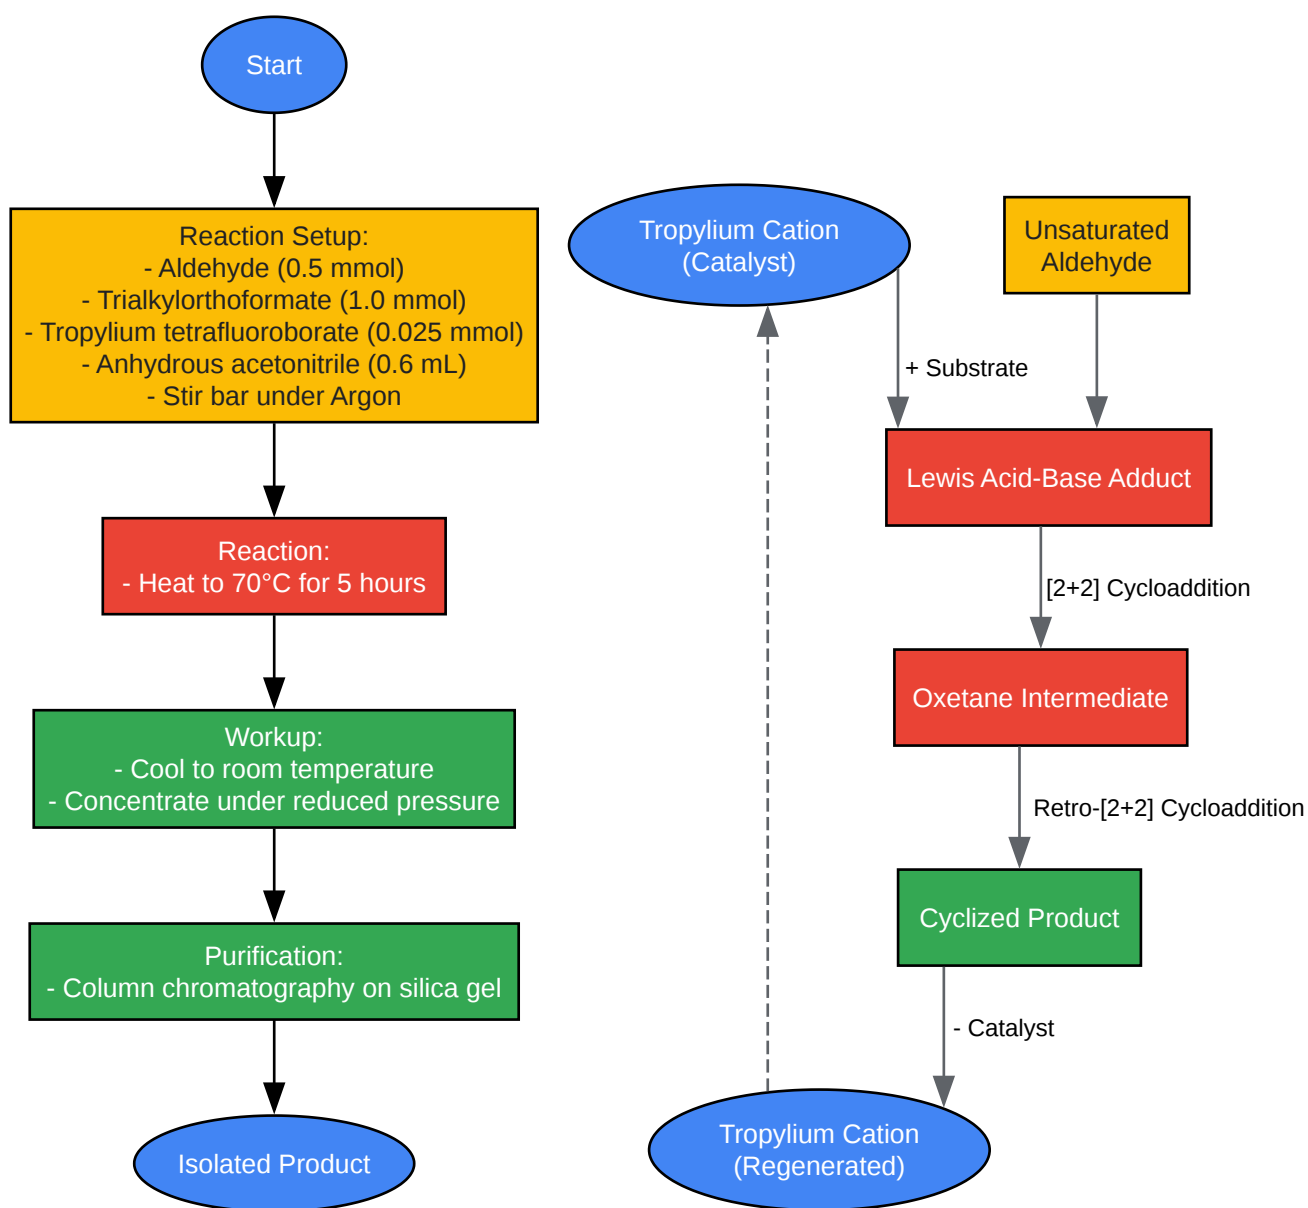 Start
Reaction Setup:
- Aldehyde (0.5 mmol)
- Trialkylorthoformate (1.0 mmol)
- Tropylium tetrafluoroborate (0.025 mmol)
- Anhydrous acetonitrile (0.6 mL)
- Stir bar under Argon
Reaction:
- Heat to 70°C for 5 hours
Workup:
- Cool to room temperature
- Concentrate under reduced pressure
Purification:
- Column chromatography on silica gel
Isolated Product
Tropylium Cation
(Catalyst)
Unsaturated
Aldehyde
+ Substrate
Lewis Acid-Base Adduct
[2+2] Cycloaddition
Oxetane Intermediate
Retro-[2+2] Cycloaddition
Cyclized Product
- Catalyst
Tropylium Cation
(Regenerated)